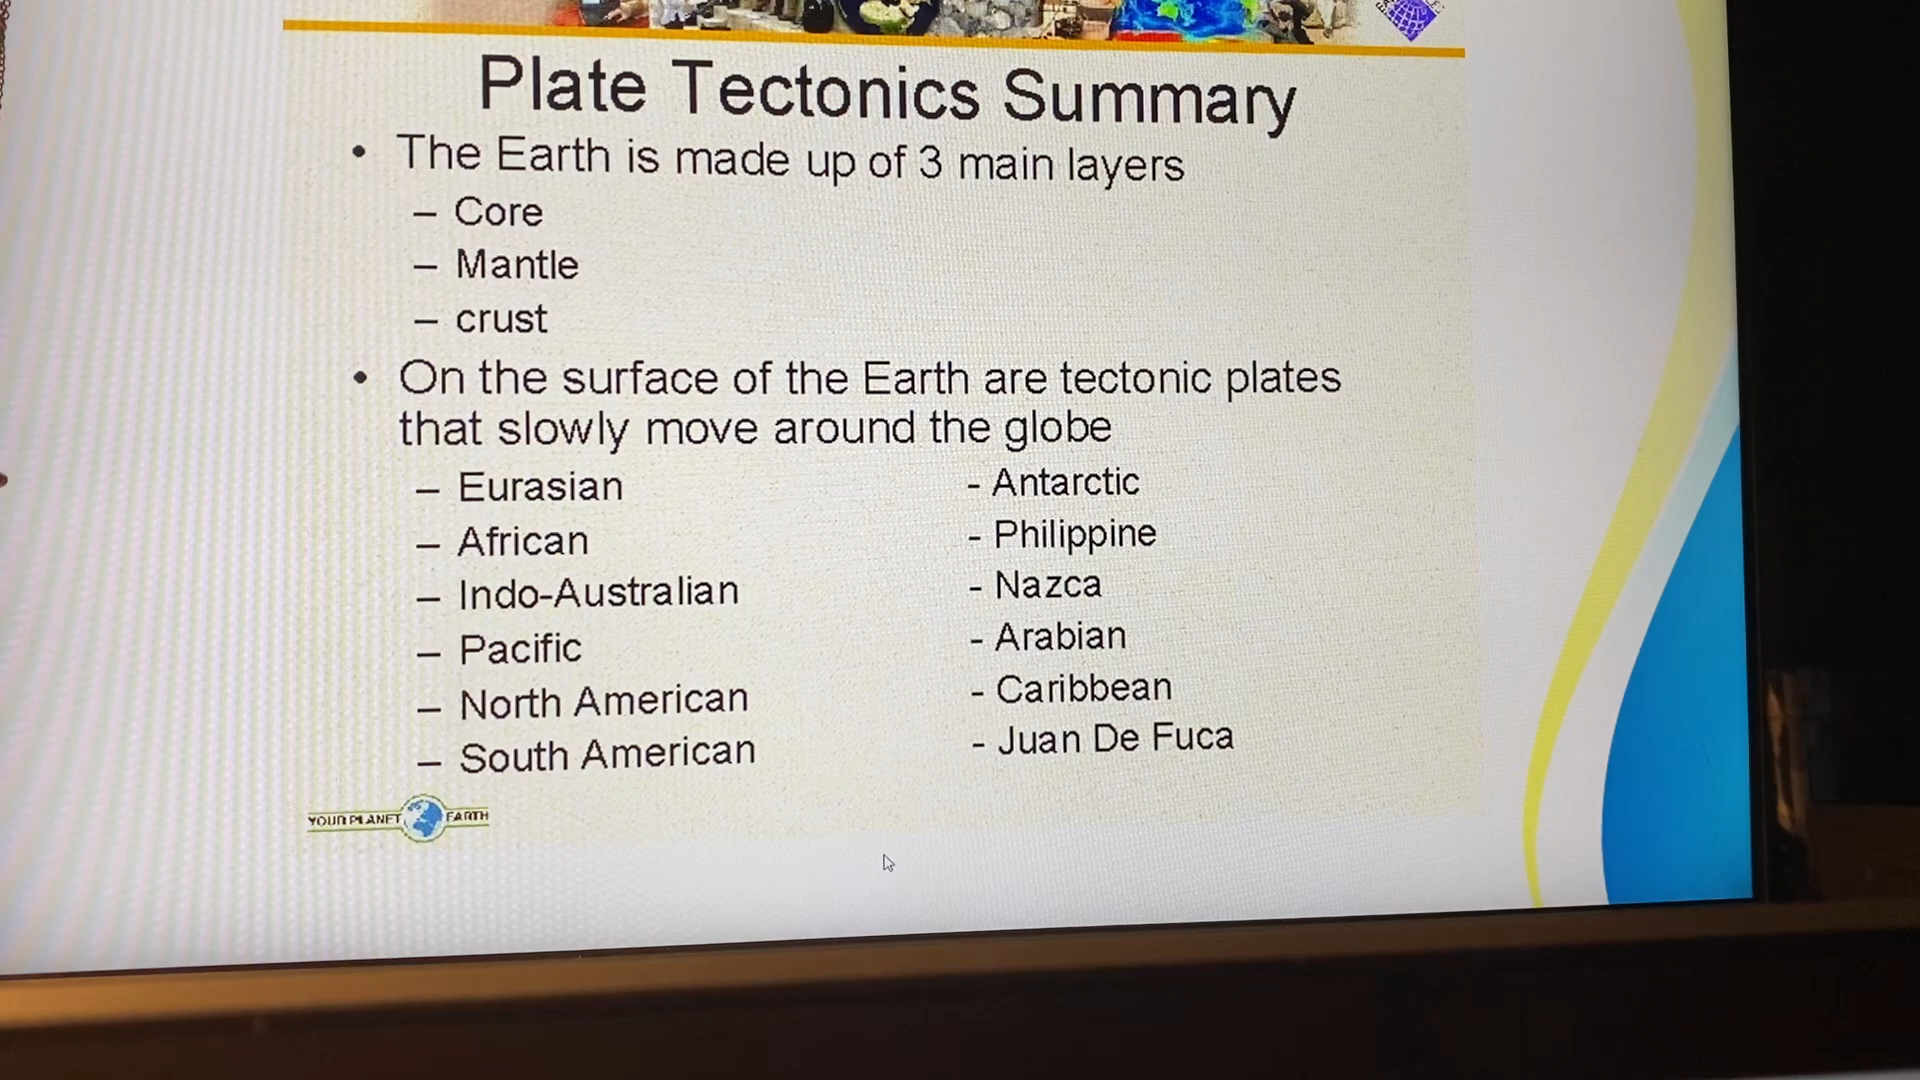 Plate Tectonics Summary
• The Earth is made up of 3 main layers
– Core
– Mantle
– crust
• On the surface of the Earth are tectonic plates
that slowly move around the globe
– Eurasian
– African
– Indo-Australian
– Pacific
– North American
– South American
- Antarctic
- Philippine
- Nazca
- Arabian
- Caribbean
- Juan De Fuca
YOUR PLANET EARTH